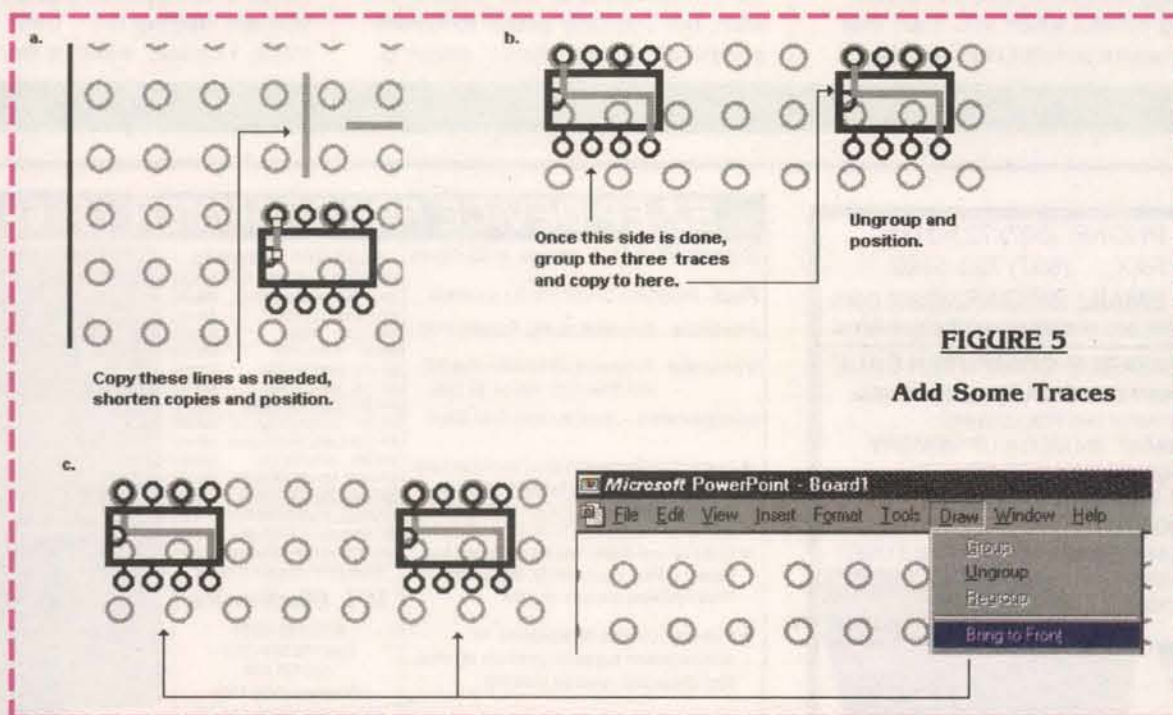 a.
Copy these lines as needed,
shorten copies and position.
b.
Once this side is done,
group the three traces
and copy to here.
Ungroup and
position.
FIGURE 5
Add Some Traces
c.
Microsoft PowerPoint - Board1
File Edit View Insert Format Tools Draw Window Help
Group
Ungroup
Regroup
Bring to Front